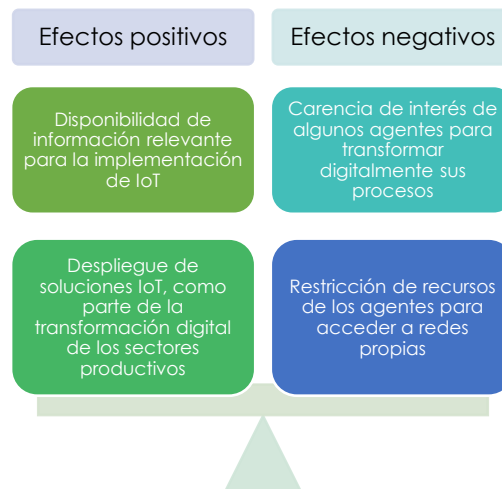 Efectos positivos
Efectos negativos
Disponibilidad de
información relevante
para la implementación
de IoT
Carencia de interés de
algunos agentes para
transformar
digitalmente sus
procesos
Despliegue de
soluciones IoT, como
parte de la
transformación digital
de los sectores
productivos
Restricción de recursos
de los agentes para
acceder a redes
propias